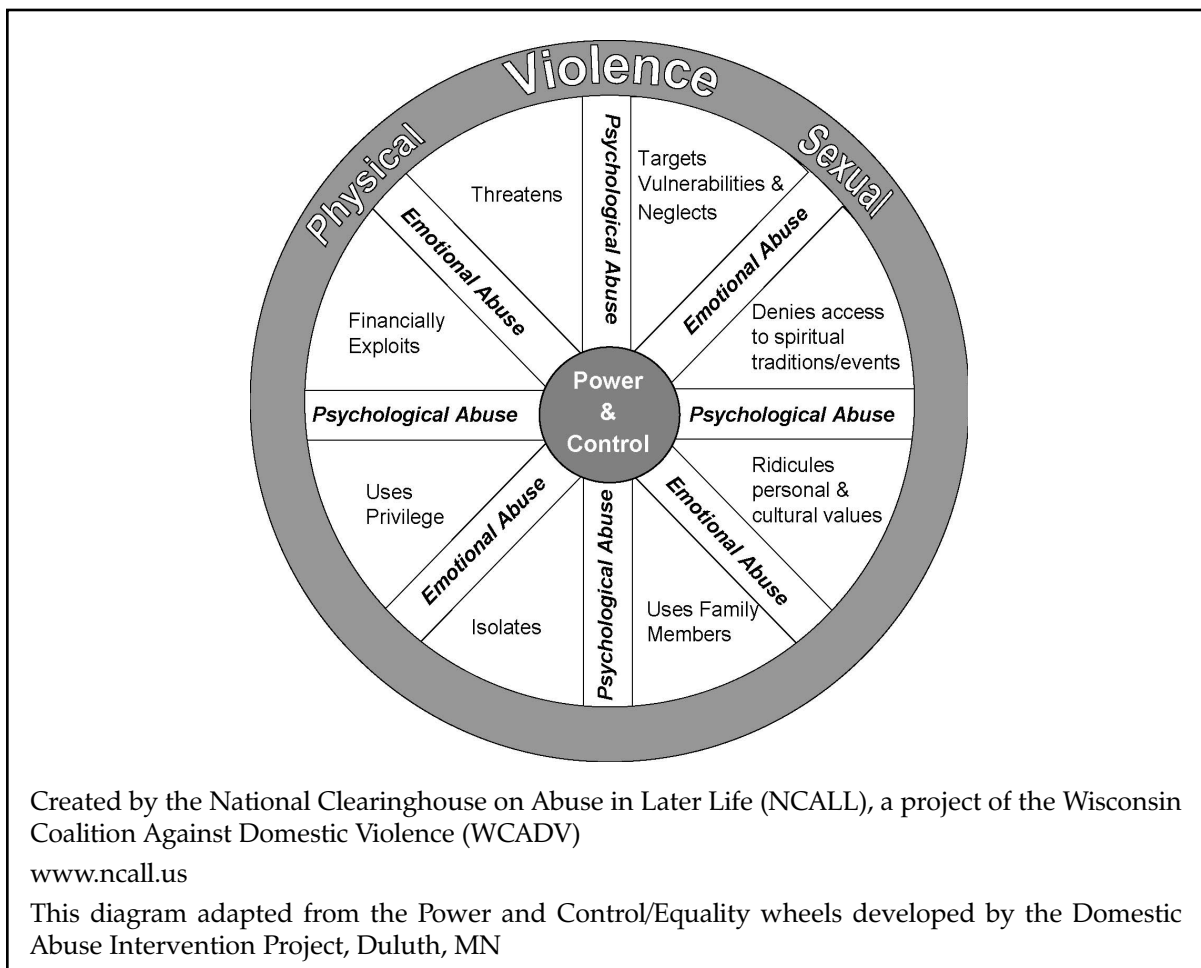 Violence
Physical
Sexual
Threatens
Psychological Abuse
Targets
Vulnerabilities &
Neglects
Emotional Abuse
Emotional Abuse
Financially
Exploits
Denies access
to spiritual
traditions/events
Power
&
Control
Psychological Abuse
Psychological Abuse
Uses
Privilege
Ridicules
personal &
cultural values
Emotional Abuse
Emotional Abuse
Isolates
Psychological Abuse
Uses Family
Members
Created by the National Clearinghouse on Abuse in Later Life (NCALL), a project of the Wisconsin
Coalition Against Domestic Violence (WCADV)
www.ncall.us
This diagram adapted from the Power and Control/Equality wheels developed by the Domestic
Abuse Intervention Project, Duluth, MN